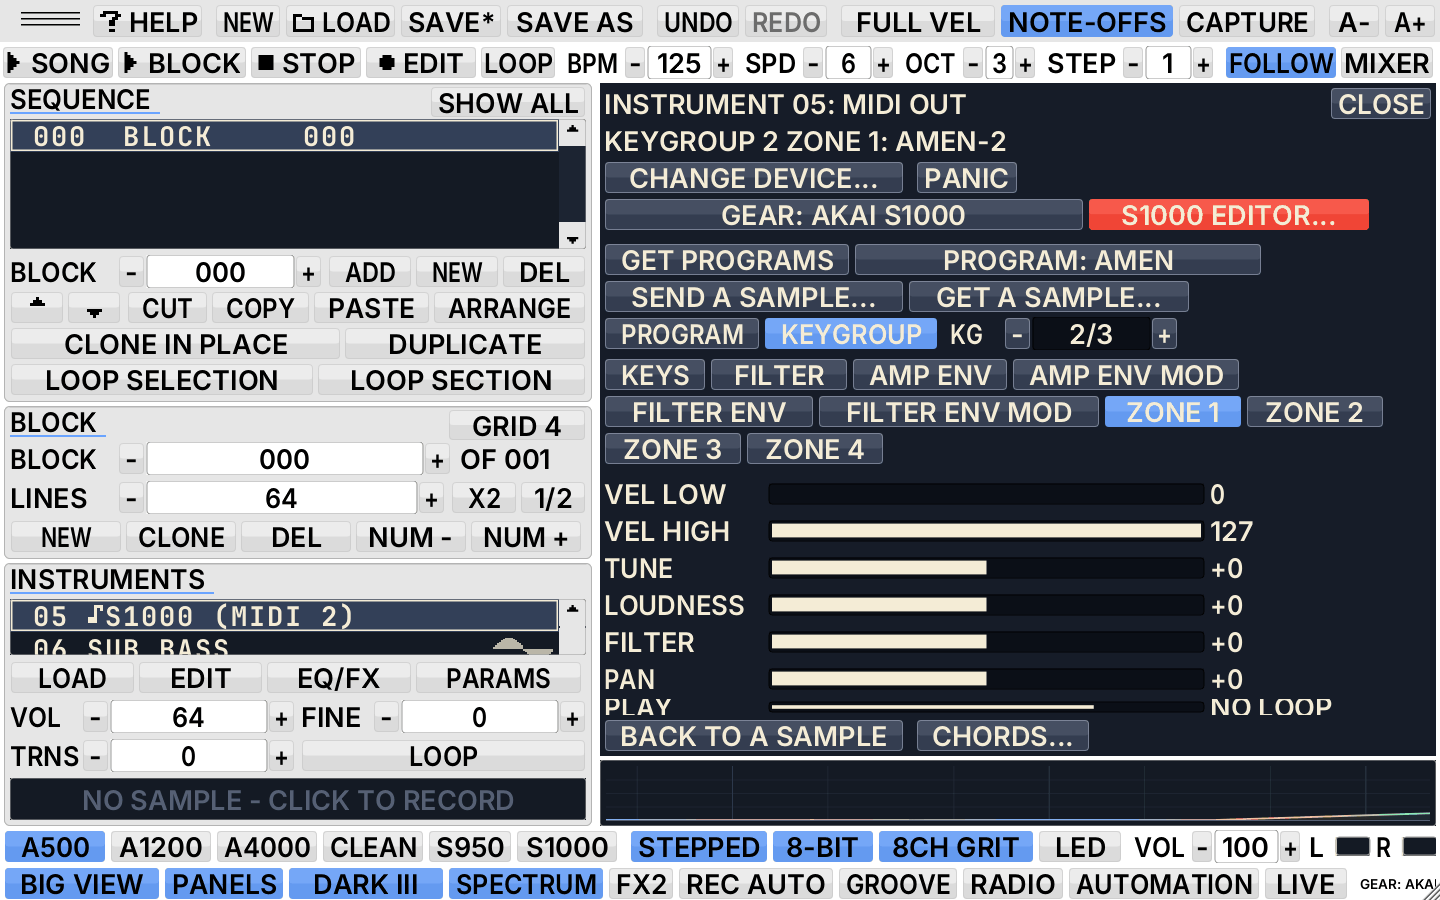 ? HELP NEW LOAD SAVE* SAVE AS UNDO REDO FULL VEL NOTE-OFFS CAPTURE A- A+
SONG BLOCK STOP EDIT LOOP BPM - 125 + SPD - 6 + OCT - 3 + STEP - 1 + FOLLOW MIXER
SEQUENCE SHOW ALL
000 BLOCK 000
BLOCK - 000 + ADD NEW DEL
CUT COPY PASTE ARRANGE
CLONE IN PLACE DUPLICATE
LOOP SELECTION LOOP SECTION
BLOCK GRID 4
BLOCK - 000 + OF 001
LINES - 64 + X2 1/2
NEW CLONE DEL NUM - NUM +
INSTRUMENTS
05 ♪S1000 (MIDI 2)
06 SUB BASS
LOAD EDIT EQ/FX PARAMS
VOL - 64 + FINE - 0 +
TRNS - 0 + LOOP
NO SAMPLE - CLICK TO RECORD
INSTRUMENT 05: MIDI OUT CLOSE
KEYGROUP 2 ZONE 1: AMEN-2
CHANGE DEVICE... PANIC
GEAR: AKAI S1000 S1000 EDITOR...
GET PROGRAMS PROGRAM: AMEN
SEND A SAMPLE... GET A SAMPLE...
PROGRAM KEYGROUP KG - 2/3 +
KEYS FILTER AMP ENV AMP ENV MOD
FILTER ENV FILTER ENV MOD ZONE 1 ZONE 2
ZONE 3 ZONE 4
VEL LOW 0
VEL HIGH 127
TUNE +0
LOUDNESS +0
FILTER +0
PAN +0
PLAY NO LOOP
BACK TO A SAMPLE CHORDS...
A500 A1200 A4000 CLEAN S950 S1000 STEPPED 8-BIT 8CH GRIT LED VOL - 100 + L R
BIG VIEW PANELS DARK III SPECTRUM FX2 REC AUTO GROOVE RADIO AUTOMATION LIVE GEAR: AKAI